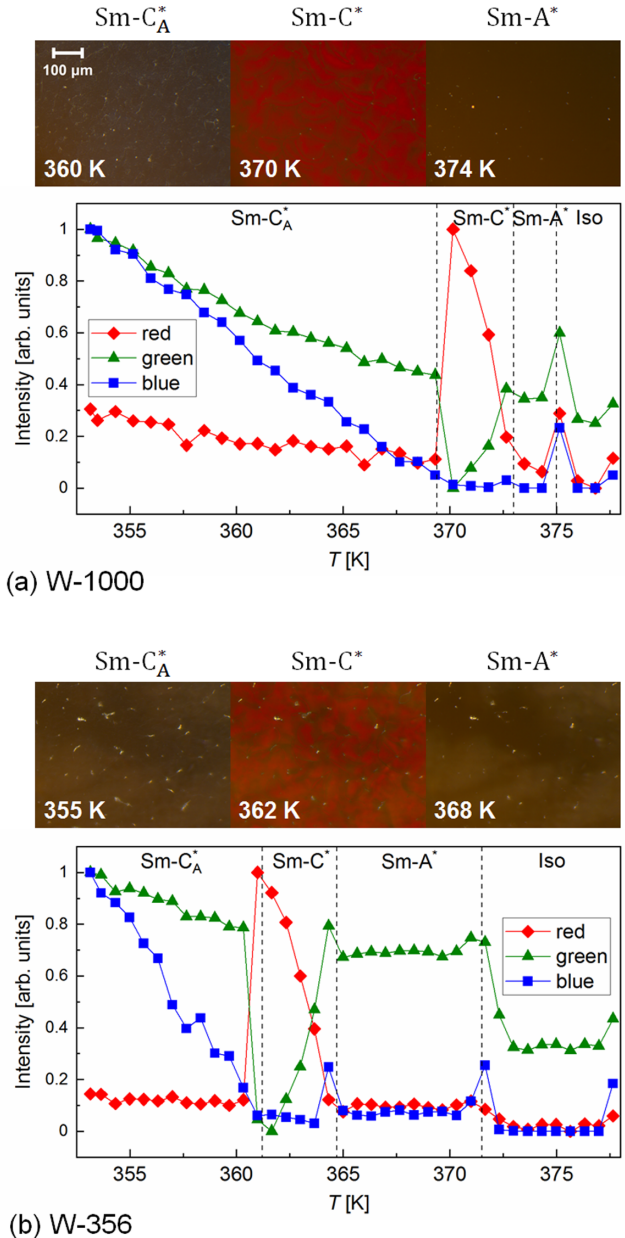 Sm-C*A Sm-C* Sm-A*
100 μm
360 K 370 K 374 K
Sm-C*A Sm-C* Sm-A* Iso
red
green
blue
Intensity [arb. units]
1
0.8
0.6
0.4
0.2
0
355 360 365 370 375
T [K]
(a) W-1000
Sm-C*A Sm-C* Sm-A*
355 K 362 K 368 K
Sm-C*A Sm-C* Sm-A* Iso
red
green
blue
Intensity [arb. units]
1
0.8
0.6
0.4
0.2
0
355 360 365 370 375
T [K]
(b) W-356